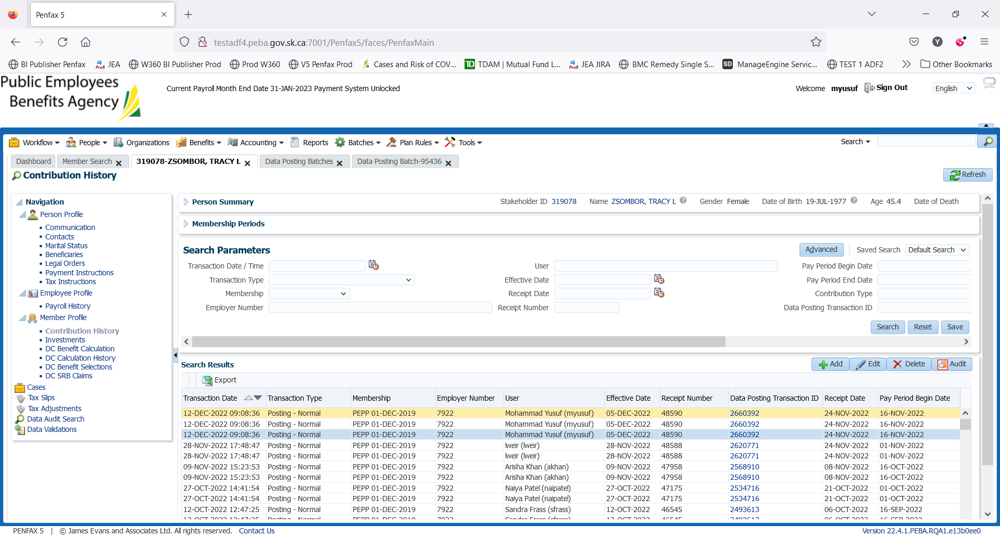 Penfax 5
testadf4.peba.gov.sk.ca:7001/Penfax5/faces/PenfaxMain
BI Publisher Penfax JEA W360 BI Publisher Prod Prod W360 V5 Penfax Prod Cases and Risk of COV... TDAM | Mutual Fund L... JEA JIRA BMC Remedy Single S... SD ManageEngine Servic... TEST 1 ADF2 Other Bookmarks
Public Employees
Benefits Agency
Current Payroll Month End Date 31-JAN-2023 Payment System Unlocked
Welcome myusuf Sign Out English
Workflow People Organizations Benefits Accounting Reports Batches Plan Rules Tools Search
Dashboard Member Search 319078-ZSOMBOR, TRACY L Data Posting Batches Data Posting Batch-95436
Contribution History Refresh
Navigation
Person Profile
Communication
Contacts
Marital Status
Beneficiaries
Legal Orders
Payment Instructions
Tax Instructions
Employee Profile
Payroll History
Member Profile
Contribution History
Investments
DC Benefit Calculation
DC Calculation History
DC Benefit Selections
DC SRB Claims
Cases
Tax Slips
Tax Adjustments
Data Audit Search
Data Validations
Person Summary Stakeholder ID 319078 Name ZSOMBOR, TRACY L Gender Female Date of Birth 19-JUL-1977 Age 45.4 Date of Death
Membership Periods
Search Parameters Advanced Saved Search Default Search
Transaction Date / Time User Pay Period Begin Date
Transaction Type Effective Date Pay Period End Date
Membership Receipt Date Contribution Type
Employer Number Receipt Number Data Posting Transaction ID
Search Reset Save
Search Results Add Edit Delete Audit
Export
Transaction Date Transaction Type Membership Employer Number User Effective Date Receipt Number Data Posting Transaction ID Receipt Date Pay Period Begin Date
12-DEC-2022 09:08:36 Posting - Normal PEPP 01-DEC-2019 7922 Mohammad Yusuf (myusuf) 05-DEC-2022 48590 2660392 24-NOV-2022 16-NOV-2022
12-DEC-2022 09:08:36 Posting - Normal PEPP 01-DEC-2019 7922 Mohammad Yusuf (myusuf) 05-DEC-2022 48590 2660392 24-NOV-2022 16-NOV-2022
12-DEC-2022 09:08:36 Posting - Normal PEPP 01-DEC-2019 7922 Mohammad Yusuf (myusuf) 05-DEC-2022 48590 2660392 24-NOV-2022 16-NOV-2022
28-NOV-2022 17:48:47 Posting - Normal PEPP 01-DEC-2019 7922 lweir (lweir) 28-NOV-2022 48588 2620771 24-NOV-2022 01-NOV-2022
28-NOV-2022 17:48:47 Posting - Normal PEPP 01-DEC-2019 7922 lweir (lweir) 28-NOV-2022 48588 2620771 24-NOV-2022 01-NOV-2022
09-NOV-2022 15:23:53 Posting - Normal PEPP 01-DEC-2019 7922 Arisha Khan (akhan) 09-NOV-2022 47958 2568910 08-NOV-2022 16-OCT-2022
09-NOV-2022 15:23:53 Posting - Normal PEPP 01-DEC-2019 7922 Arisha Khan (akhan) 09-NOV-2022 47958 2568910 08-NOV-2022 16-OCT-2022
27-OCT-2022 14:41:54 Posting - Normal PEPP 01-DEC-2019 7922 Naiya Patel (naipatel) 27-OCT-2022 47175 2534716 21-OCT-2022 01-OCT-2022
27-OCT-2022 14:41:54 Posting - Normal PEPP 01-DEC-2019 7922 Naiya Patel (naipatel) 27-OCT-2022 47175 2534716 21-OCT-2022 01-OCT-2022
12-OCT-2022 12:47:25 Posting - Normal PEPP 01-DEC-2019 7922 Sandra Frass (sfrass) 12-OCT-2022 46545 2493613 06-OCT-2022 16-SEP-2022
PENFAX 5 | © James Evans and Associates Ltd. All rights reserved. Contact Us Version 22.4.1.PEBA.RQA1.e13b0ee0